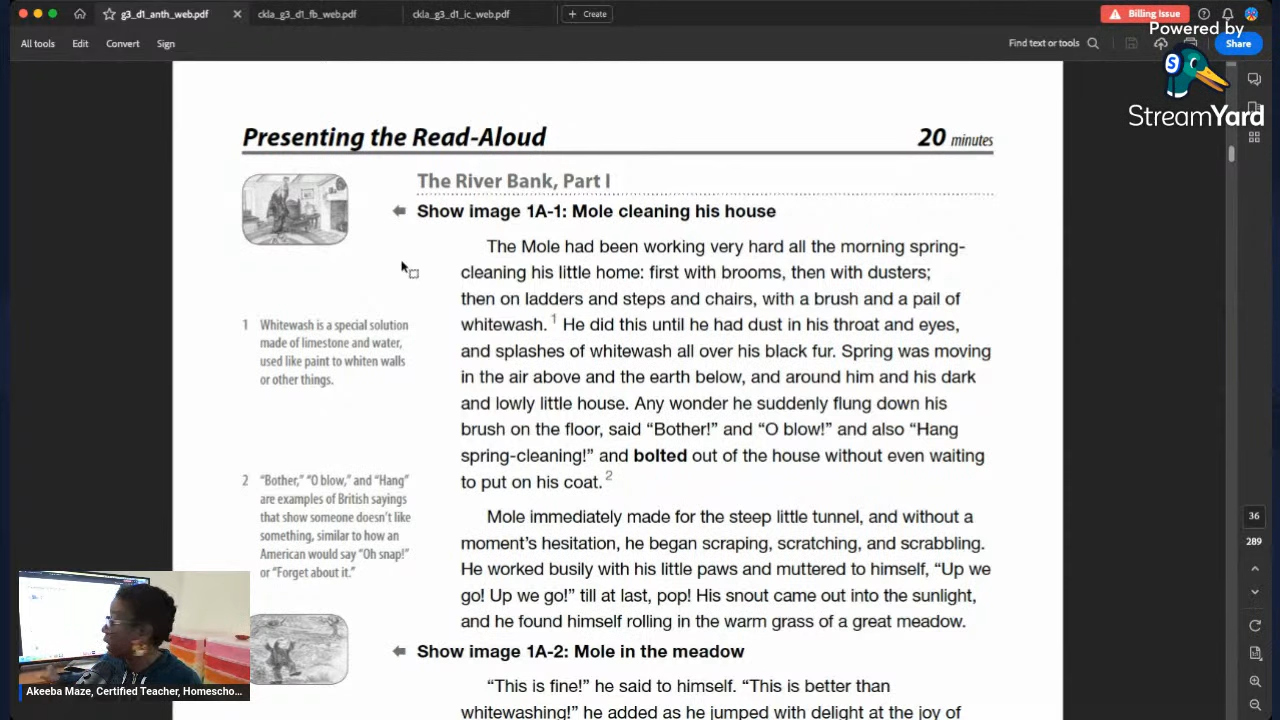 g3_d1_anth_web.pdf
ckla_g3_d1_fb_web.pdf
ckla_g3_d1_ic_web.pdf
Create
Billing Issue
All tools
Edit
Convert
Sign
Find text or tools
Share
Powered by
StreamYard
Presenting the Read-Aloud
20 minutes
The River Bank, Part I
Show image 1A-1: Mole cleaning his house
The Mole had been working very hard all the morning spring-
cleaning his little home: first with brooms, then with dusters;
then on ladders and steps and chairs, with a brush and a pail of
whitewash. 1 He did this until he had dust in his throat and eyes,
and splashes of whitewash all over his black fur. Spring was moving
in the air above and the earth below, and around him and his dark
and lowly little house. Any wonder he suddenly flung down his
brush on the floor, said “Bother!” and “O blow!” and also “Hang
spring-cleaning!” and bolted out of the house without even waiting
to put on his coat. 2
1 Whitewash is a special solution
made of limestone and water,
used like paint to whiten walls
or other things.
2 “Bother,” “O blow,” and “Hang”
are examples of British sayings
that show someone doesn’t like
something, similar to how an
American would say “Oh snap!”
or “Forget about it.”
Mole immediately made for the steep little tunnel, and without a
moment’s hesitation, he began scraping, scratching, and scrabbling.
He worked busily with his little paws and muttered to himself, “Up we
go! Up we go!” till at last, pop! His snout came out into the sunlight,
and he found himself rolling in the warm grass of a great meadow.
Show image 1A-2: Mole in the meadow
“This is fine!” he said to himself. “This is better than
whitewashing!” he added as he jumped with delight at the joy of
36
289
Akeeba Maze, Certified Teacher, Homescho...